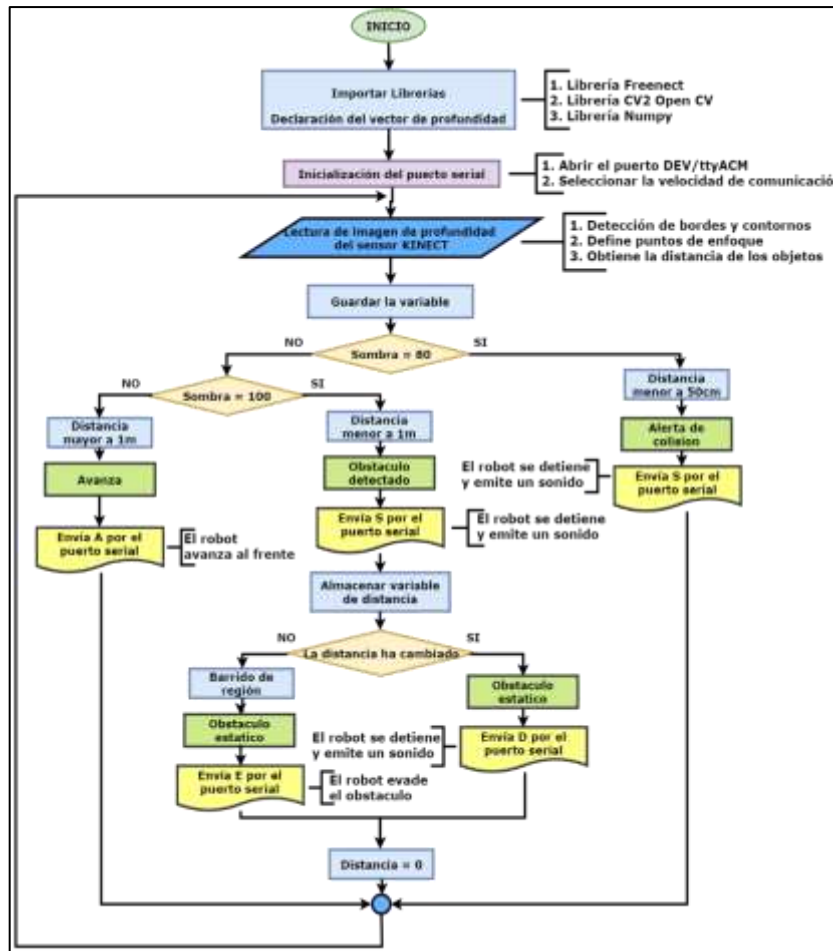 INICIO
Importar Librerías
Declaración del vector de profundidad
1. Librería Freenect
2. Librería CV2 Open CV
3. Librería Numpy
Inicialización del puerto serial
1. Abrir el puerto DEV/ttyACM
2. Seleccionar la velocidad de comunicació
Lectura de imagen de profundidad
del sensor KINECT
1. Detección de bordes y contornos
2. Define puntos de enfoque
3. Obtiene la distancia de los objetos
Guardar la variable
NO
Sombra = 80
SI
NO
Sombra = 100
SI
Distancia
mayor a 1m
Distancia
menor a 1m
Distancia
menor a 50cm
Avanza
Obstaculo
detectado
Alerta de
colision
Envía A por el
puerto serial
El robot
avanza al frente
Envía S por el
puerto serial
El robot se detiene
y emite un sonido
El robot se detiene
y emite un sonido
Envía S por el
puerto serial
Almacenar variable
de distancia
NO
La distancia ha cambiado
SI
Barrido de
región
Obstaculo
estatico
Obstaculo
estatico
El robot se detiene
y emite un sonido
Envía D por el
puerto serial
Envía E por el
puerto serial
El robot evade
el obstaculo
Distancia = 0